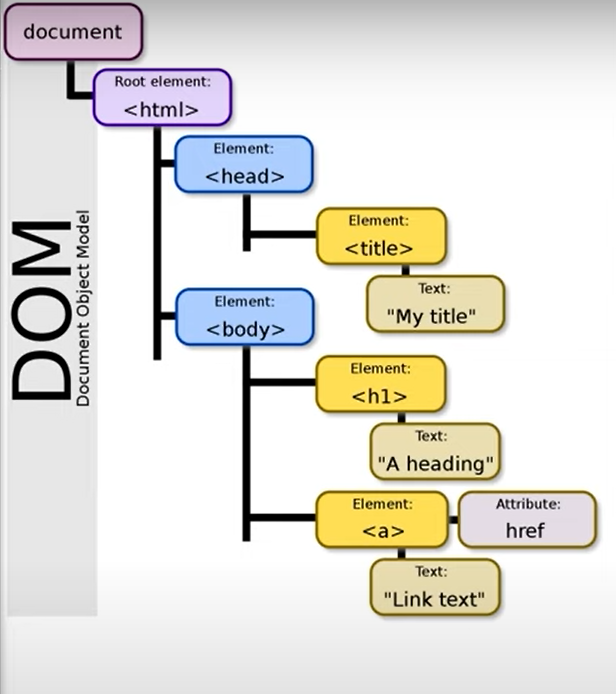 document
Root element:
<html>
Element:
<head>
Element:
<title>
Text:
"My title"
Element:
<body>
Element:
<h1>
Text:
"A heading"
Element:
<a>
Attribute:
href
Text:
"Link text"
DOM
Document Object Model